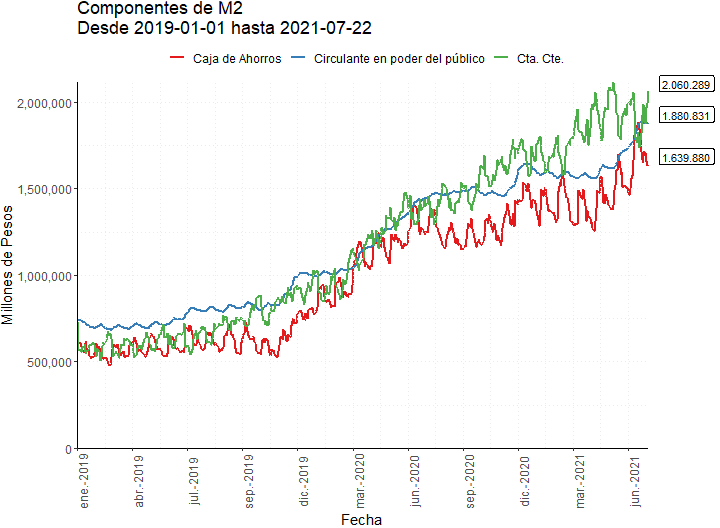 Componentes de M2
Desde 2019-01-01 hasta 2021-07-22
Caja de Ahorros Circulante en poder del público Cta. Cte.
2.060.289
1.880.831
1.639.880
Millones de Pesos
2,000,000
1,500,000
1,000,000
500,000
0
ene.-2019 abr.-2019 jul.-2019 sep.-2019 dic.-2019 mar.-2020 jun.-2020 sep.-2020 dic.-2020 mar.-2021 jun.-2021
Fecha